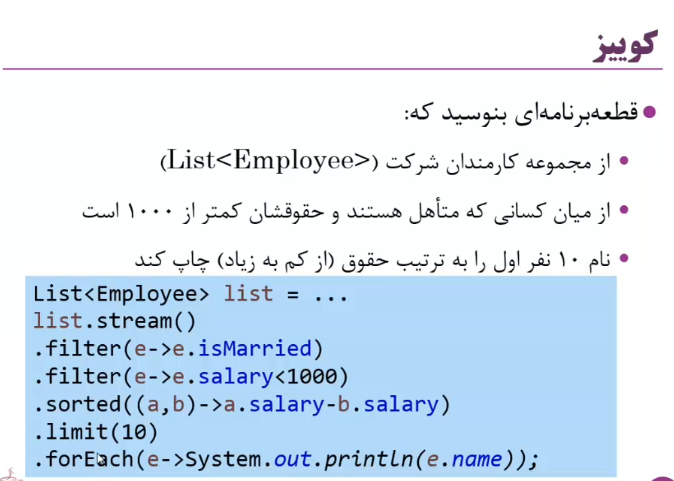 کوییز
قطعه‌برنامه‌ای بنوسید که:
از مجموعه کارمندان شرکت (List<Employee>)
از میان کسانی که متأهل هستند و حقوقشان کمتر از ۱۰۰۰ است
نام ۱۰ نفر اول را به ترتیب حقوق (از کم به زیاد) چاپ کند
List<Employee> list = ...
list.stream()
.filter(e->e.isMarried)
.filter(e->e.salary<1000)
.sorted((a,b)->a.salary-b.salary)
.limit(10)
.forEach(e->System.out.println(e.name));